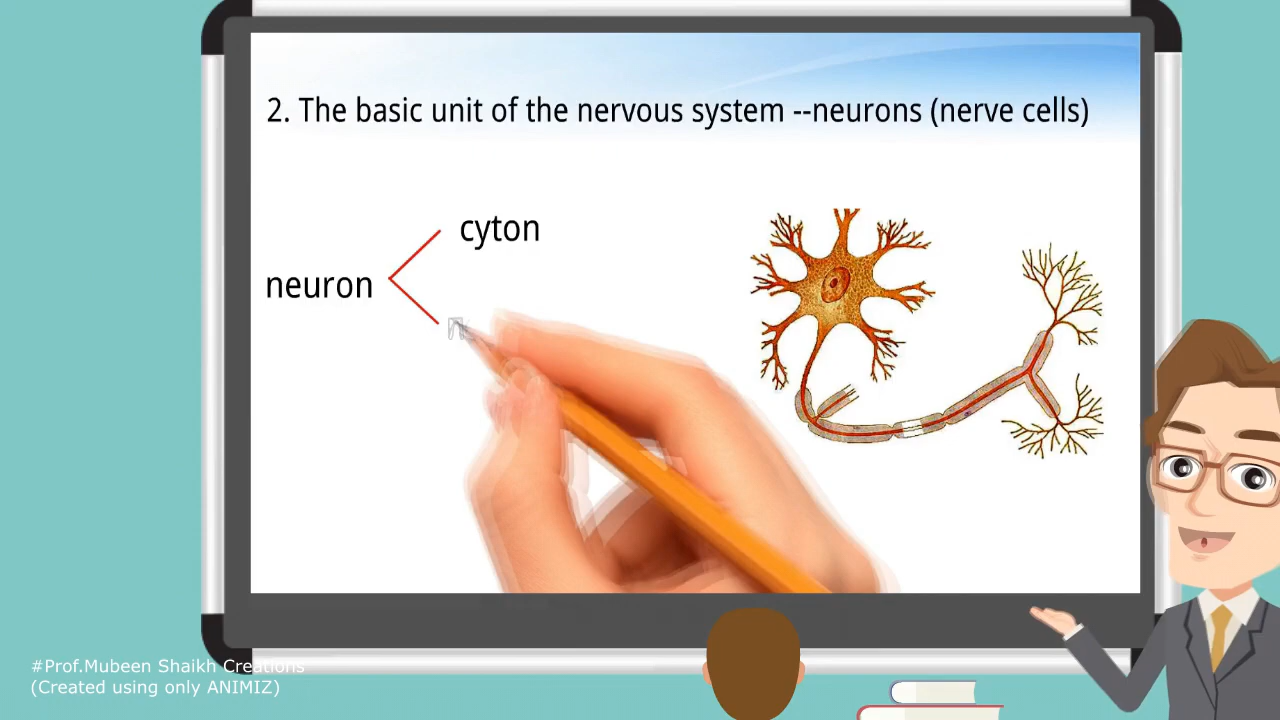 2. The basic unit of the nervous system --neurons (nerve cells)
cyton
neuron
#Prof.Mubeen Shaikh Creations
(Created using only ANIMIZ)